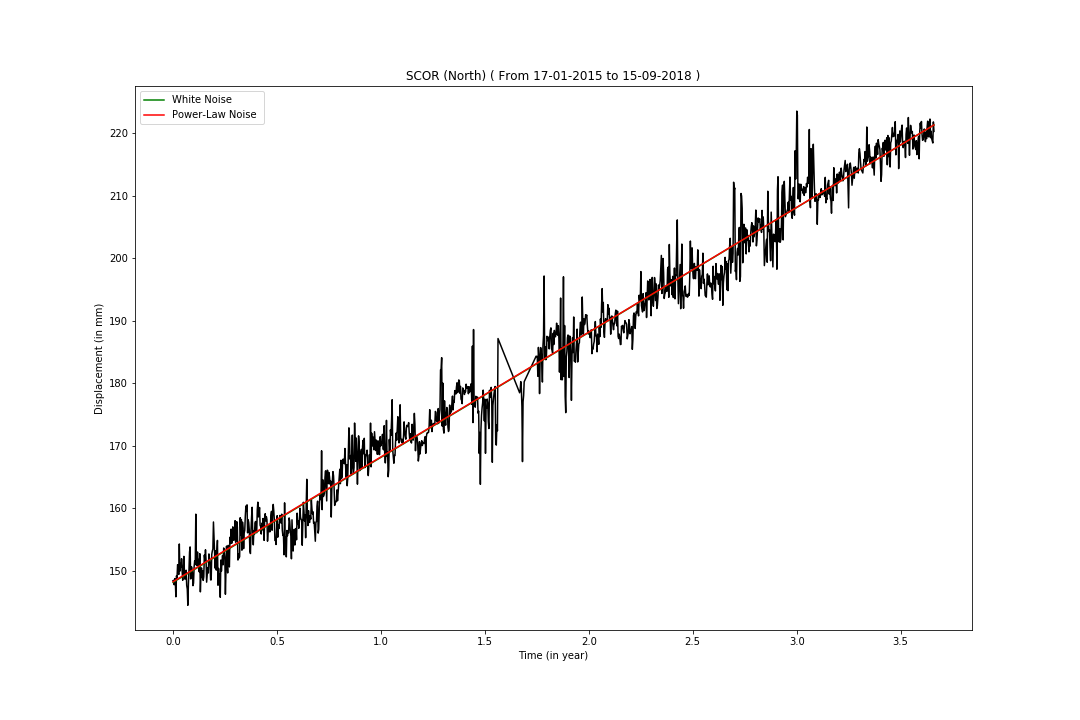 SCOR (North) ( From 17-01-2015 to 15-09-2018 )
White Noise
Power-Law Noise
Displacement (in mm)
220
210
200
190
180
170
160
150
0.0 0.5 1.0 1.5 2.0 2.5 3.0 3.5
Time (in year)